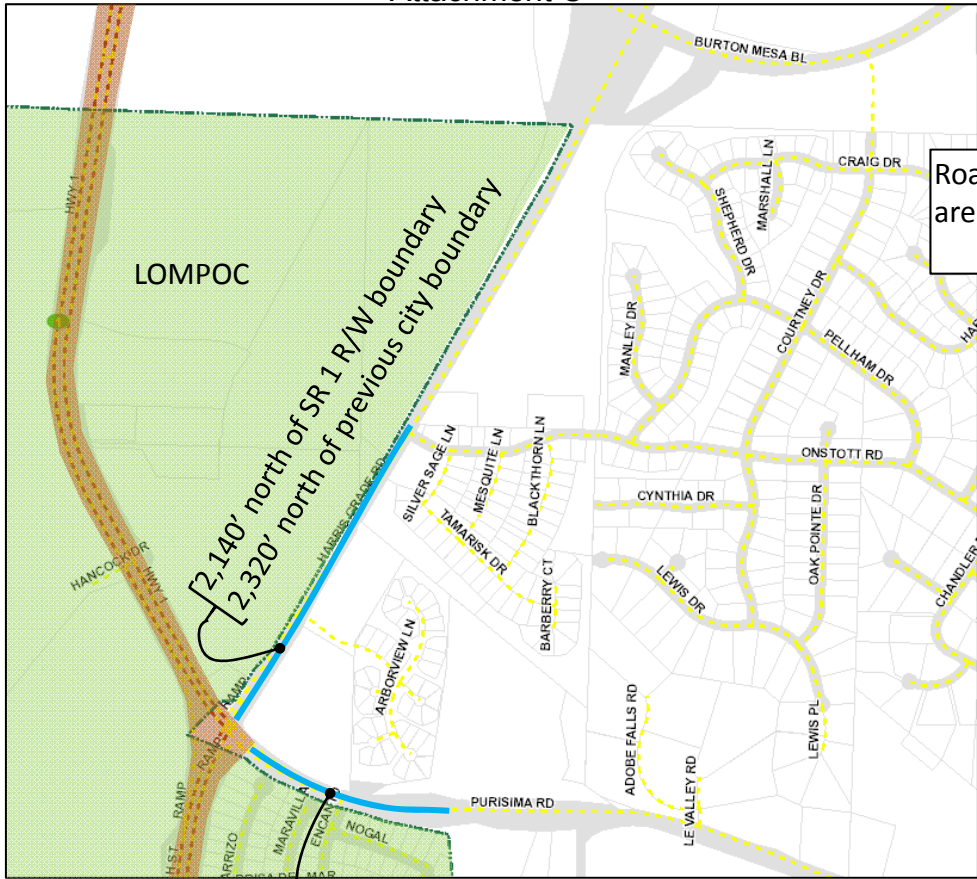 BURTON MESA BL
MARSHALL LN
CRAIG DR
Roa
are
HWY 1
SHEPHERD DR
LOMPOC
COURTNEY DR
MANLEY DR
PELLHAM DR
2,140' north of SR 1 R/W boundary
2,320' north of previous city boundary
SILVER SAGE LN
MESQUITE LN
BLACKTHORN LN
ONSTOTT RD
HARRIS GRADE RD
CYNTHIA DR
OAK POINTE DR
TAMARISK DR
HANCOCK DR
HWY 1
LEWIS DR
BARBERRY CT
CHANDLER
ARBORVIEW LN
RAMP
LEWIS PL
ADOBE FALLS RD
RAMP
LE VALLEY RD
PURISIMA RD
RAMP
MARAVILLA
NOGAL
H ST